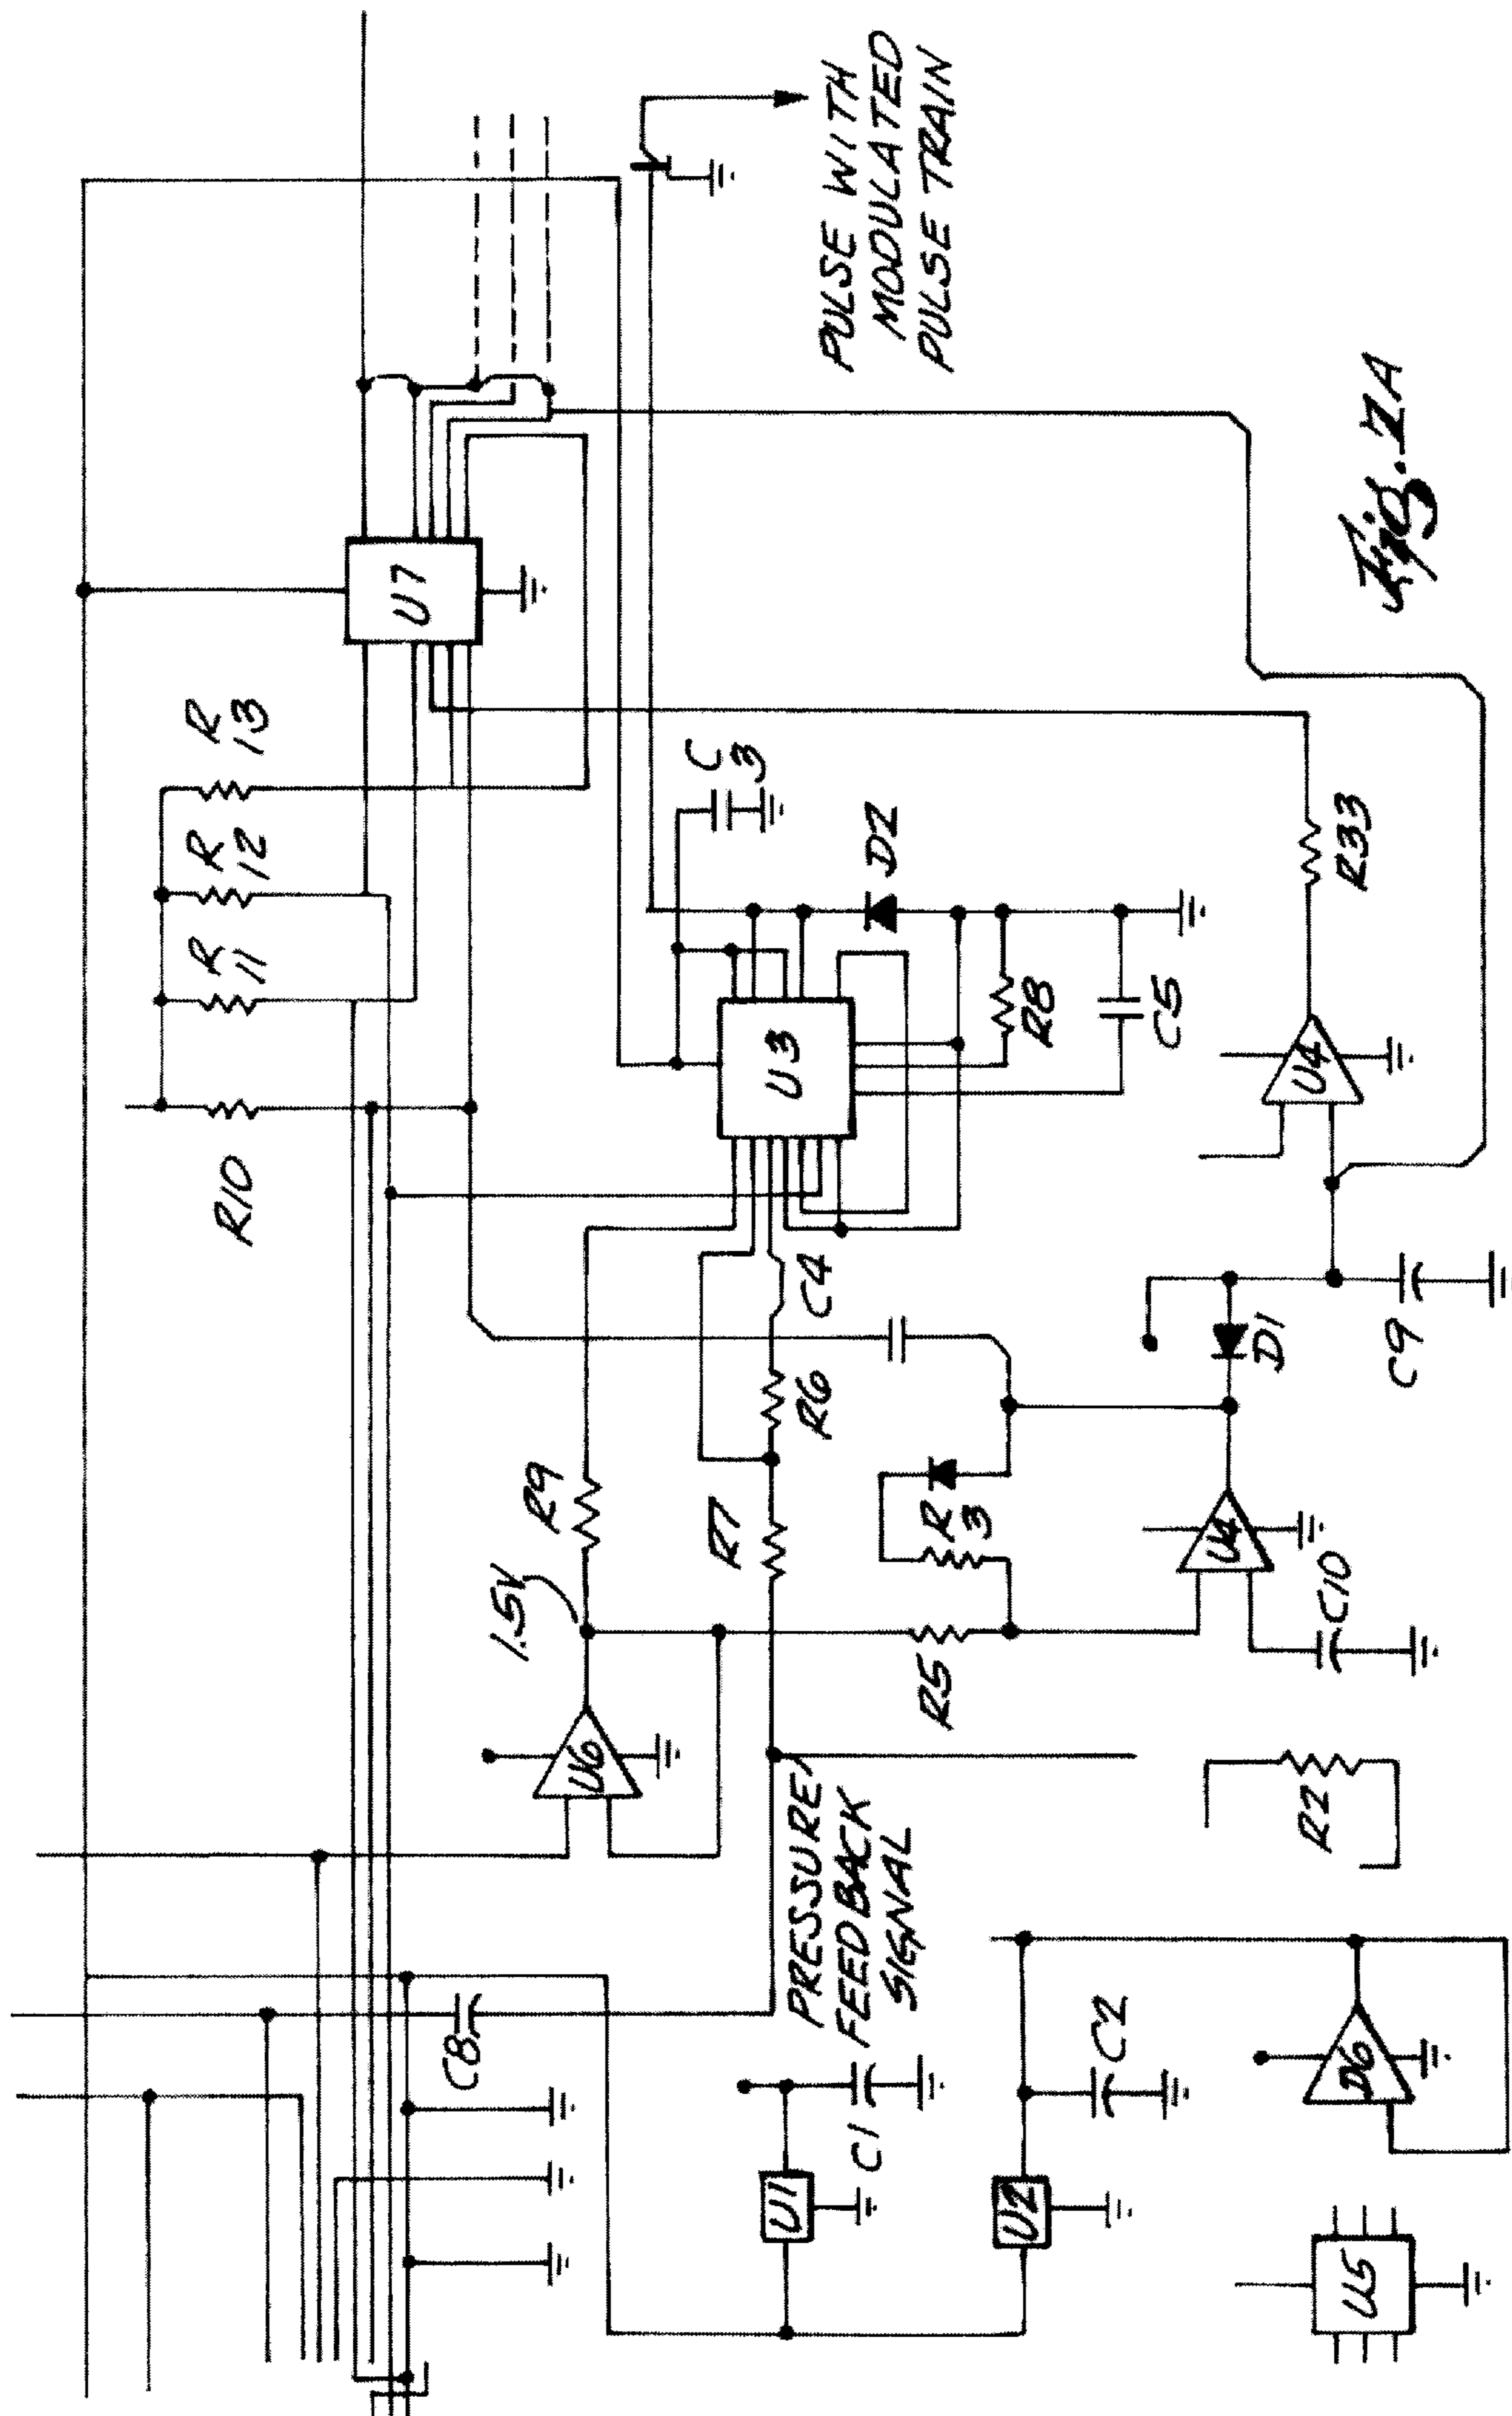 R10
R
11
R
12
R
13
U7
C8
1.5V
R9
U6
R7
C
3
U1
U3
PRESSURE
FEEDBACK
SIGNAL
R6
C4
PULSE WITH
MODULATED
PULSE TRAIN
C1
D2
R5
R
3
U2
R8
C2
C5
U4
D1
U4
R2
C10
R33
U5
D6
C9
Fig. 2A